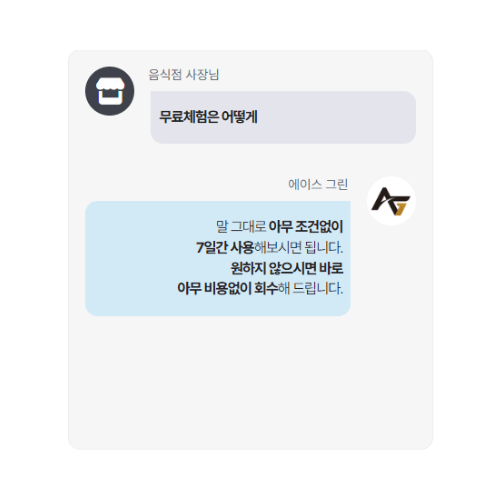 음식점 사장님
무료체험은 어떻게
에이스 그린
말 그대로 아무 조건없이
7일간 사용해보시면 됩니다.
원하지 않으시면 바로
아무 비용없이 회수해 드립니다.